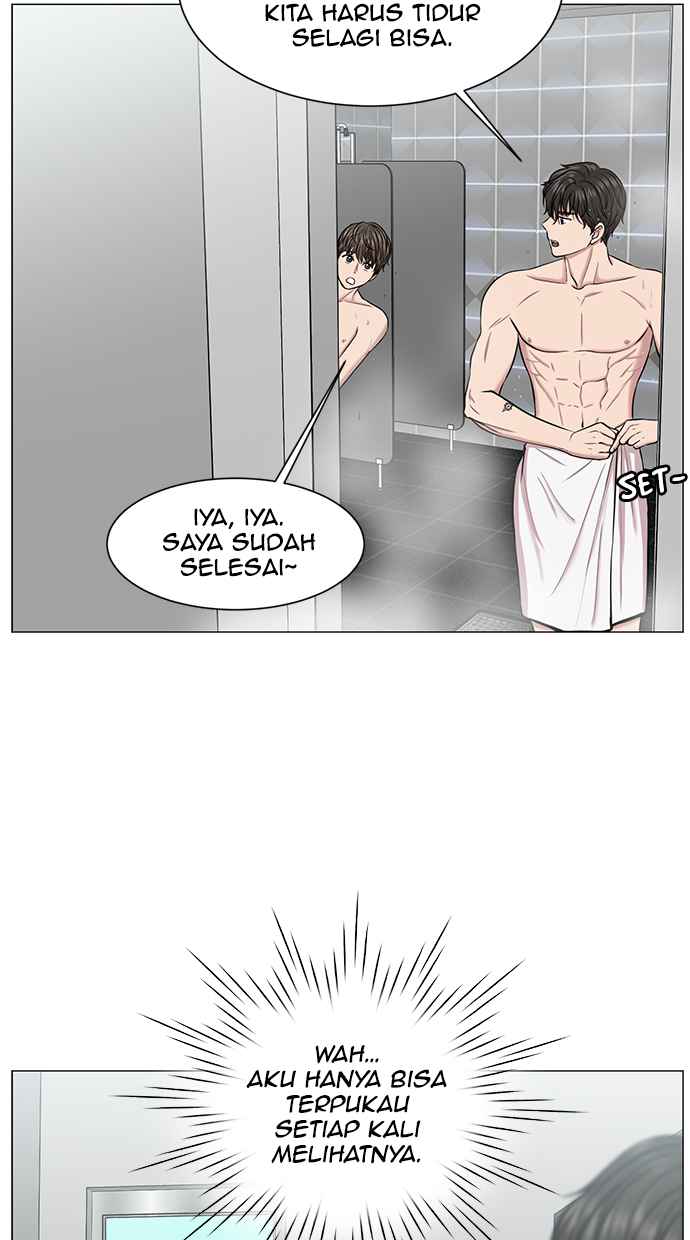 KITA HARUS TIDUR
SELAGI BISA.
SET-
IYA, IYA.
SAYA SUDAH
SELESAI~
WAH...
AKU HANYA BISA
TERPUKAU
SETIAP KALI
MELIHATNYA.